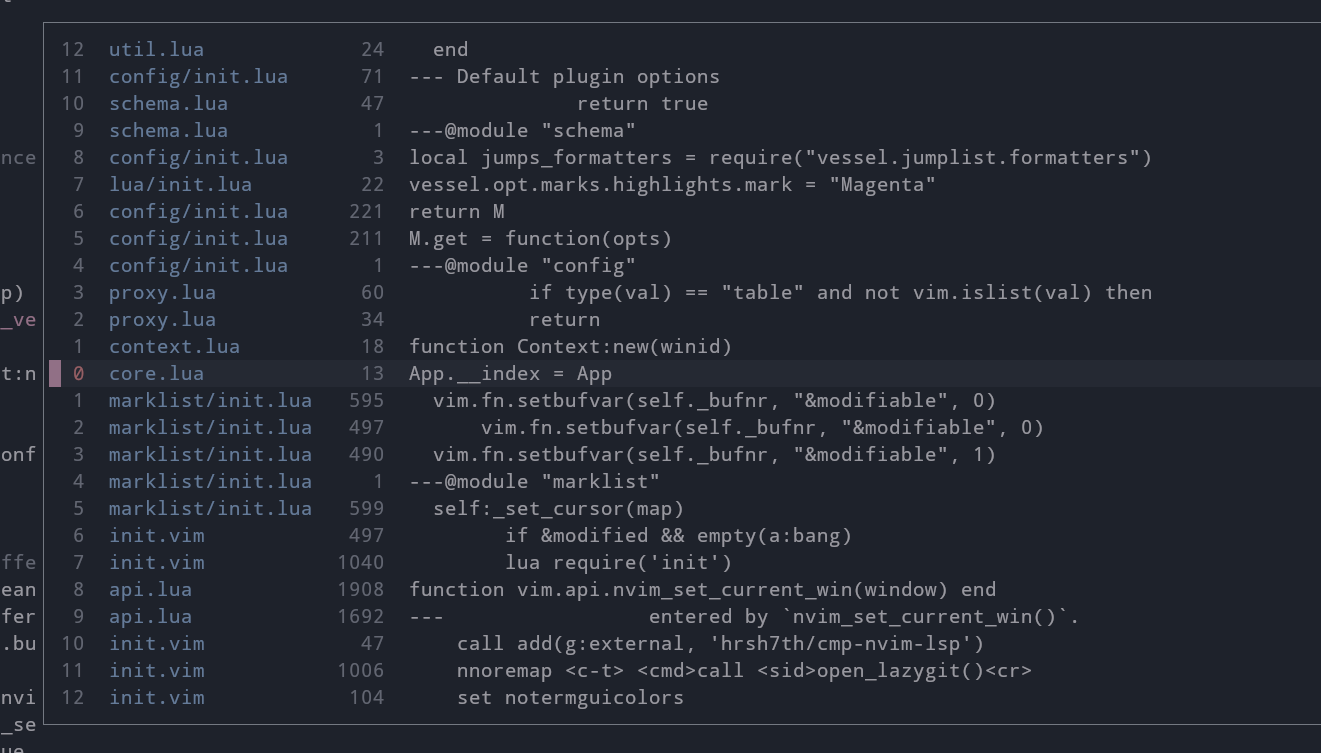 12 util.lua 24 end
11 config/init.lua 71 --- Default plugin options
10 schema.lua 47 return true
9 schema.lua 1 ---@module "schema"
nce 8 config/init.lua 3 local jumps_formatters = require("vessel.jumplist.formatters")
7 lua/init.lua 22 vessel.opt.marks.highlights.mark = "Magenta"
6 config/init.lua 221 return M
5 config/init.lua 211 M.get = function(opts)
4 config/init.lua 1 ---@module "config"
p) 3 proxy.lua 60 if type(val) == "table" and not vim.islist(val) then
_ve 2 proxy.lua 34 return
1 context.lua 18 function Context:new(winid)
t:n 0 core.lua 13 App.__index = App
1 marklist/init.lua 595 vim.fn.setbufvar(self._bufnr, "&modifiable", 0)
2 marklist/init.lua 497 vim.fn.setbufvar(self._bufnr, "&modifiable", 0)
onf 3 marklist/init.lua 490 vim.fn.setbufvar(self._bufnr, "&modifiable", 1)
4 marklist/init.lua 1 ---@module "marklist"
5 marklist/init.lua 599 self:_set_cursor(map)
6 init.vim 497 if &modified && empty(a:bang)
ffe 7 init.vim 1040 lua require('init')
ean 8 api.lua 1908 function vim.api.nvim_set_current_win(window) end
fer 9 api.lua 1692 --- entered by `nvim_set_current_win()`.
.bu 10 init.vim 47 call add(g:external, 'hrsh7th/cmp-nvim-lsp')
11 init.vim 1006 nnoremap <c-t> <cmd>call <sid>open_lazygit()<cr>
nvi 12 init.vim 104 set notermguicolors
_se